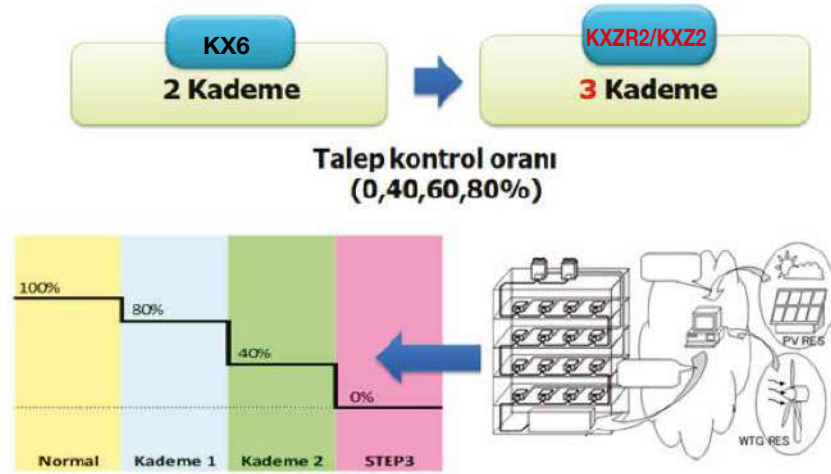 KX6
2 Kademe
KXZR2/KXZ2
3 Kademe
Talep kontrol oranı
(0,40,60,80%)
100%
80%
40%
0%
Normal
Kademe 1
Kademe 2
STEP3
PV RES
WTG RES